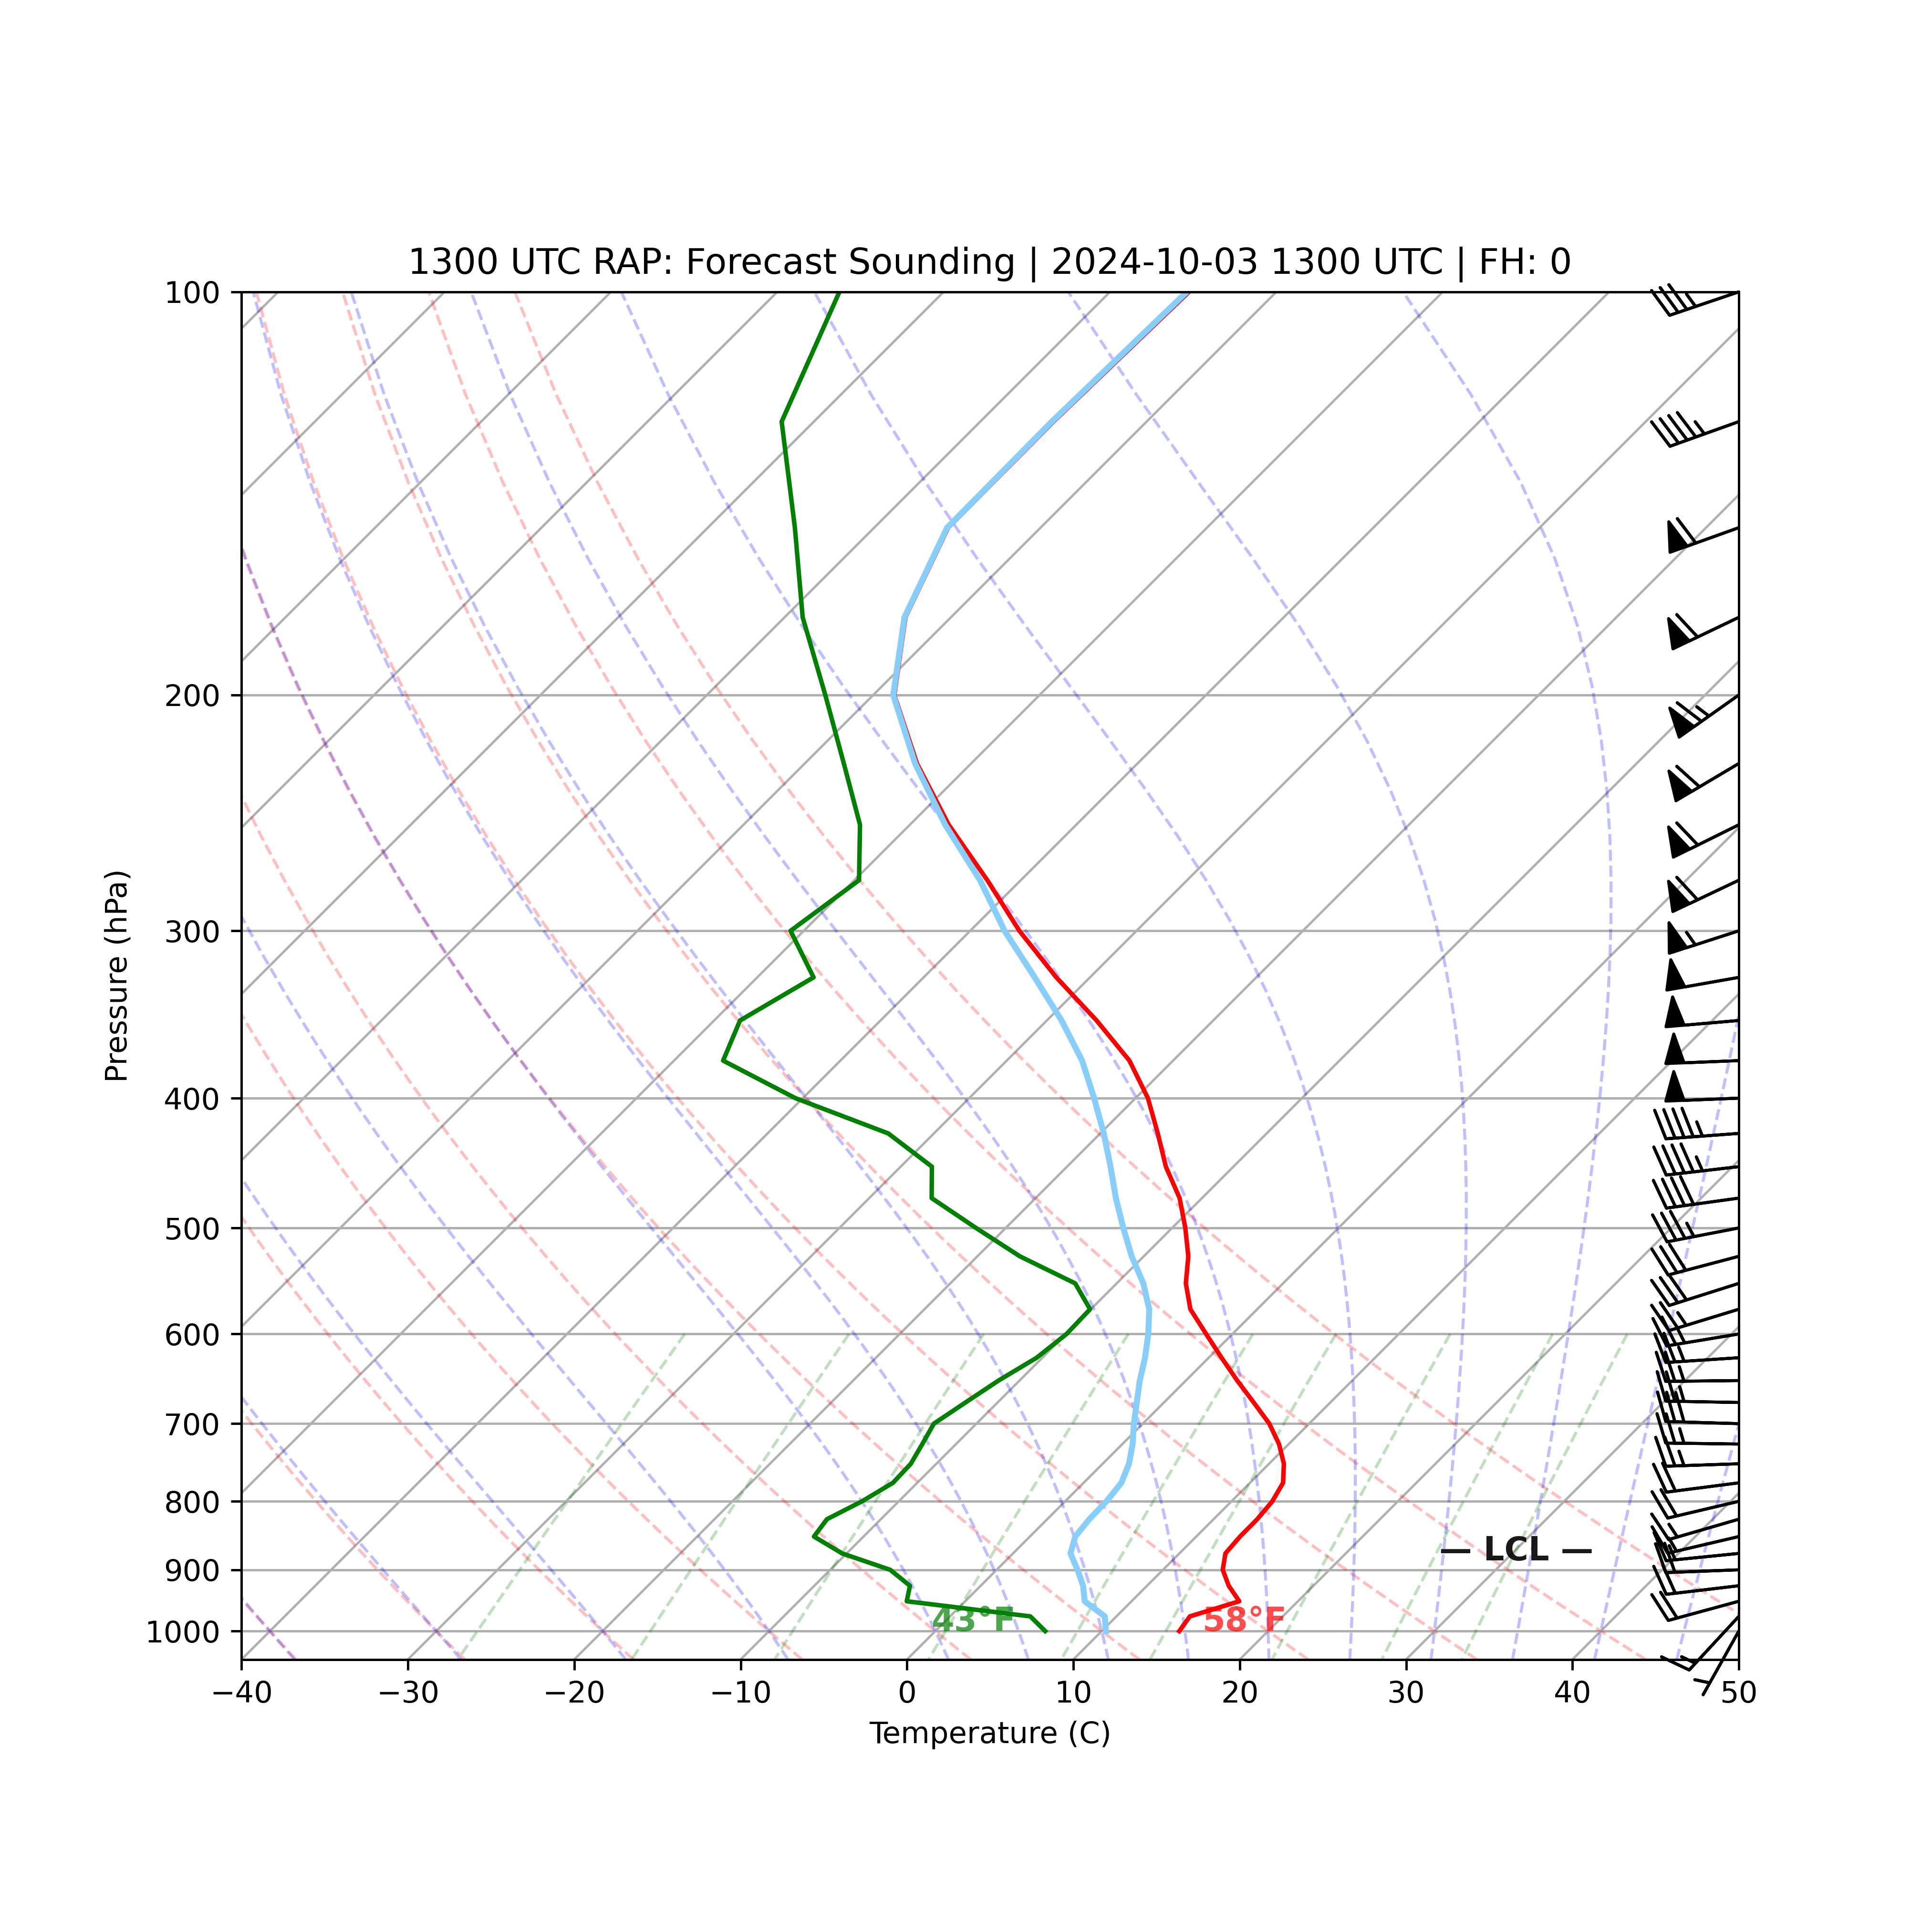 1300 UTC RAP: Forecast Sounding | 2024-10-03 1300 UTC | FH: 0
100
200
300
400
500
600
700
800
900
1000
Pressure (hPa)
— LCL —
43°F
58°F
−40 −30 −20 −10 0 10 20 30 40 50
Temperature (C)